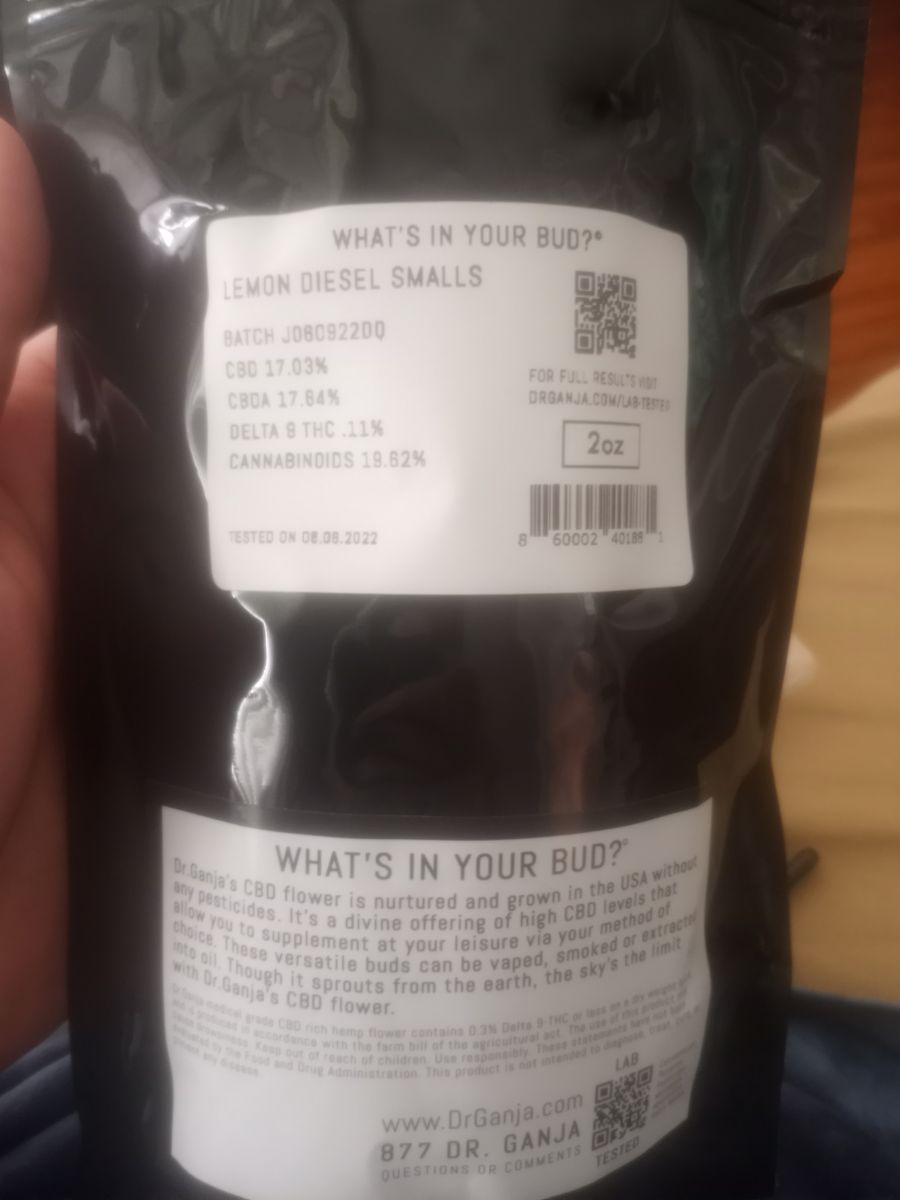 WHAT'S IN YOUR BUD?®
LEMON DIESEL SMALLS
BATCH J080922DQ
CBD 17.03%
CBDA 17.64%
DELTA 9 THC .11%
CANNABINOIDS 19.62%
TESTED ON 08.08.2022
FOR FULL RESULTS VISIT
DRGANJA.COM/LAB-TESTED
2oz
8 60002 40188 1
WHAT'S IN YOUR BUD?®
Dr.Ganja's CBD flower is nurtured and grown in the USA without
any pesticides. It's a divine offering of high CBD levels that
allow you to supplement at your leisure via your method of
choice. These versatile buds can be vaped, smoked or extracted
into oil. Though it sprouts from the earth, the sky's the limit
with Dr.Ganja's CBD flower.
Dr.Ganja medical grade CBD rich hemp flower contains 0.3% Delta 9-THC or less on a dry weight
and is produced in accordance with the farm bill of the agricultural act. The use of this product
cause drowsiness. Keep out of reach of children. Use responsibly. These statements have not been
evaluated by the Food and Drug Administration. This product is not intended to diagnose, treat,
prevent any disease.
www.DrGanja.com
877 DR. GANJA
QUESTIONS OR COMMENTS
LAB
TESTED